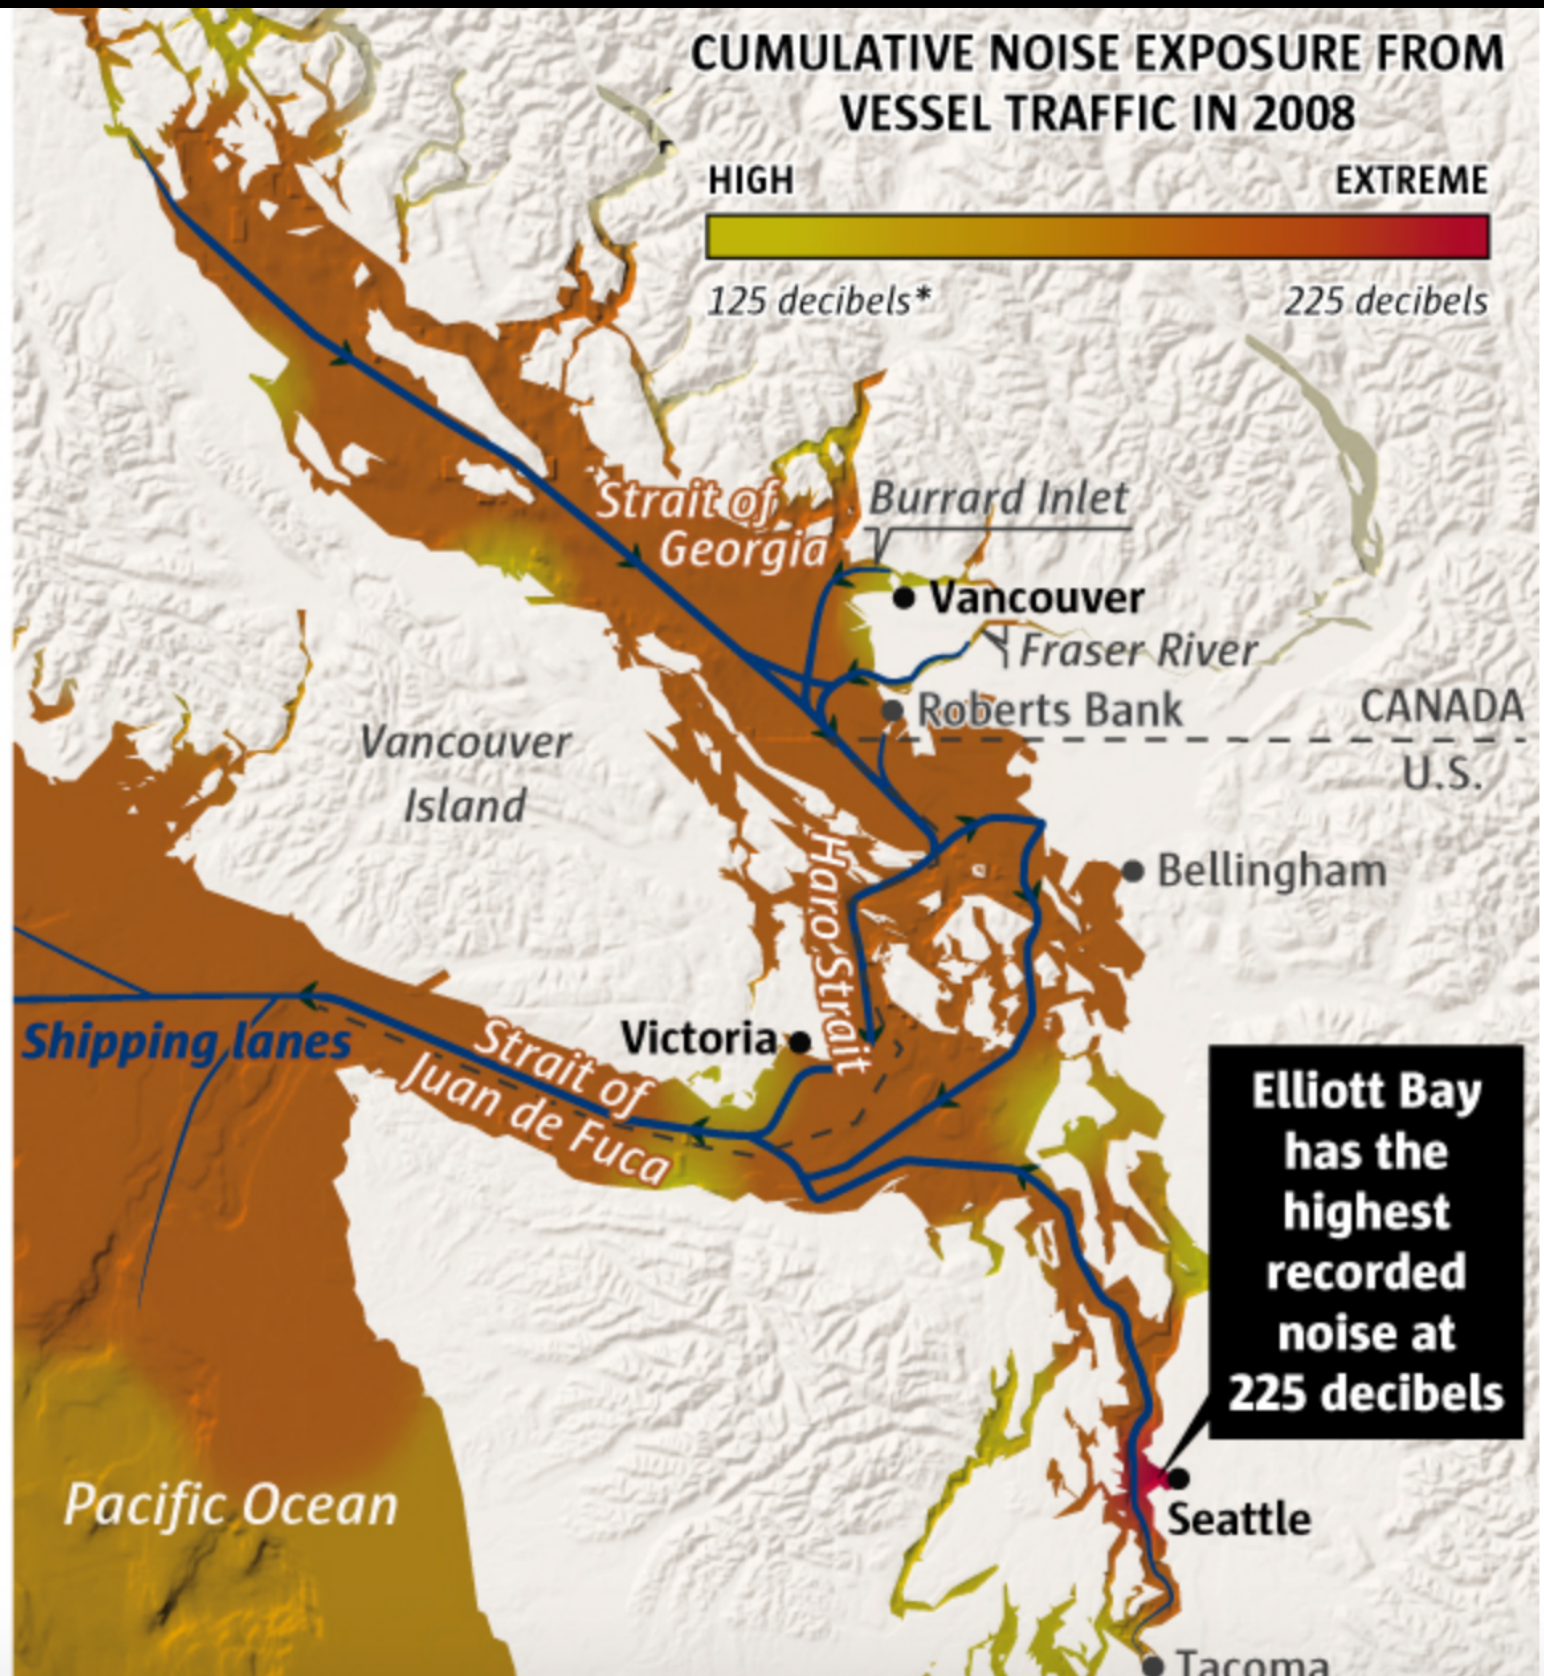 CUMULATIVE NOISE EXPOSURE FROM
VESSEL TRAFFIC IN 2008
HIGH
EXTREME
125 decibels*
225 decibels
Strait of
Georgia
Burrard Inlet
Vancouver
Fraser River
Roberts Bank
CANADA
U.S.
Vancouver
Island
Haro Strait
Bellingham
Victoria
Shipping lanes
Strait of
Juan de Fuca
Elliott Bay
has the
highest
recorded
noise at
225 decibels
Pacific Ocean
Seattle
Tacoma